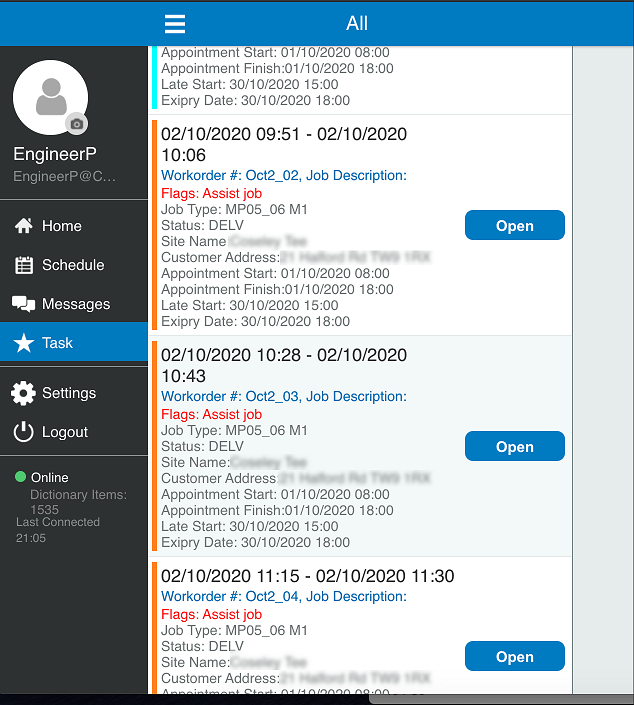 All
EngineerP
EngineerP@C...
Home
Schedule
Messages
Task
Settings
Logout
Online
Dictionary Items:
1535
Last Connected
21:05
Appointment Start: 01/10/2020 08:00
Appointment Finish:01/10/2020 18:00
Late Start: 30/10/2020 15:00
Exipry Date: 30/10/2020 18:00
02/10/2020 09:51 - 02/10/2020
10:06
Workorder #: Oct2_02, Job Description:
Flags: Assist job
Job Type: MP05_06 M1
Status: DELV
Site Name
Customer Address:
Appointment Start: 01/10/2020 08:00
Appointment Finish:01/10/2020 18:00
Late Start: 30/10/2020 15:00
Exipry Date: 30/10/2020 18:00
Open
02/10/2020 10:28 - 02/10/2020
10:43
Workorder #: Oct2_03, Job Description:
Flags: Assist job
Job Type: MP05_06 M1
Status: DELV
Site Name:
Customer Address:
Appointment Start: 01/10/2020 08:00
Appointment Finish:01/10/2020 18:00
Late Start: 30/10/2020 15:00
Exipry Date: 30/10/2020 18:00
Open
02/10/2020 11:15 - 02/10/2020 11:30
Workorder #: Oct2_04, Job Description:
Flags: Assist job
Job Type: MP05_06 M1
Status: DELV
Site Name:
Customer Address:
Appointment Start: 01/10/2020 08:00
Open